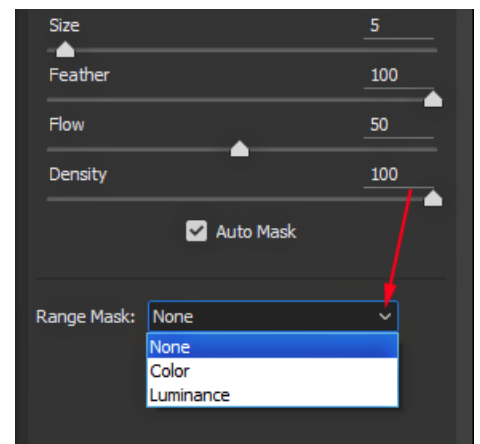 Size 5
Feather 100
Flow 50
Density 100
Auto Mask
Range Mask: None
None
Color
Luminance